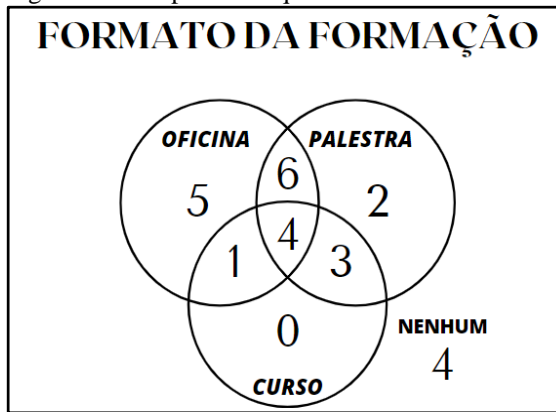 FORMATO DA FORMAÇÃO
OFICINA PALESTRA
6
5 2
4
1 3
0
NENHUM
4
CURSO